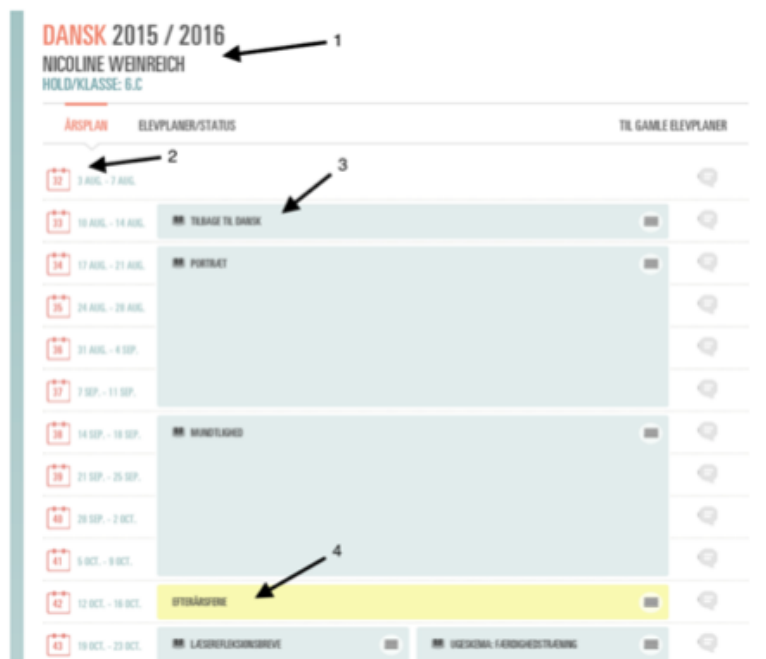 DANSK 2015 / 2016
1
NICOLINE WEINREICH
HOLD/KLASSE: 6.C
ÅRSPLAN ELEVPLANER/STATUS TIL GAMLE ELEVPLANER
2
3
32 3 AUG. - 7 AUG.
33 10 AUG. - 14 AUG. TILBAGE TIL DANSK
34 17 AUG. - 21 AUG. PORTRÆT
35 24 AUG. - 28 AUG.
36 31 AUG. - 4 SEP.
37 7 SEP. - 11 SEP.
38 14 SEP. - 18 SEP. MUNDTLIGHED
39 21 SEP. - 25 SEP.
40 28 SEP. - 2 OCT.
4
41 5 OCT. - 9 OCT.
42 12 OCT. - 16 OCT. EFTERÅRSFERIE
43 19 OCT. - 23 OCT. LÆSEREFLEKSIONSBREVE UGESKEMA: FÆRDIGHEDSTRÆNING